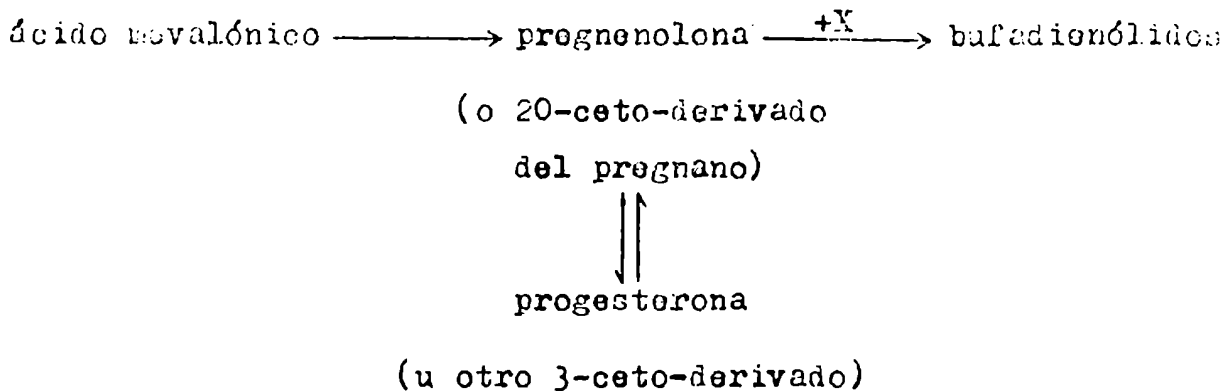 ácido mevalónico ⟶ pregnenolona +X ⟶ bufadienólidos
(o 20-ceto-derivado
del pregnano)
progesterona
(u otro 3-ceto-derivado)